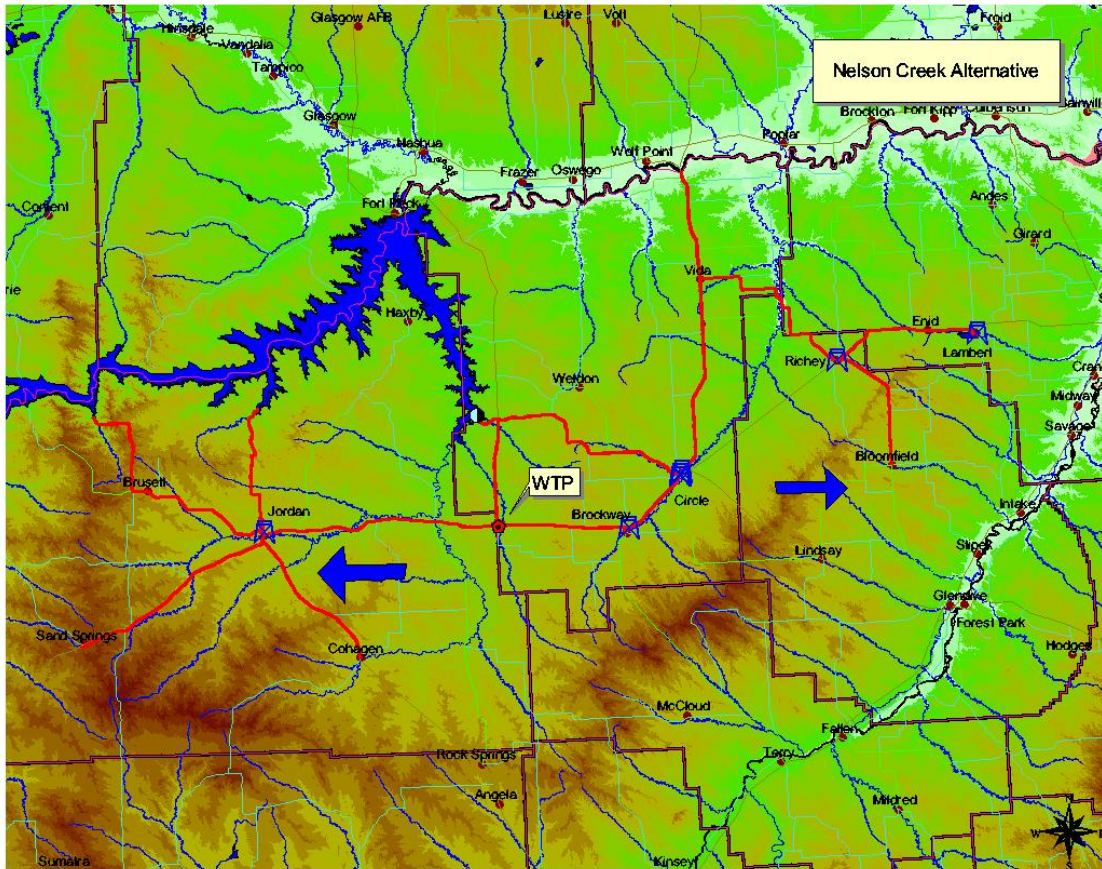 Glasgow AFB
Lustre
Volt
Froid
Hinsdale
Vandalia
Tampico
Nelson Creek Alternative
Glasgow
Brockton
Fort Kipp
Poplar
Nashua
Wolf Point
Frazer
Oswego
Fort Peck
Content
Andes
Girard
Vida
Haxby
Enid
Lambert
Richey
Weldon
Midway
Savage
Bloomfield
Brusett
WTP
Circle
Jordan
Brockway
Intake
Lindsay
Stipek
Glendive
Forest Park
Sand Springs
Cohagen
Hodges
McCloud
Fallon
Terry
Rock Springs
Angela
Mildred
Sumatra
Kinsey
W